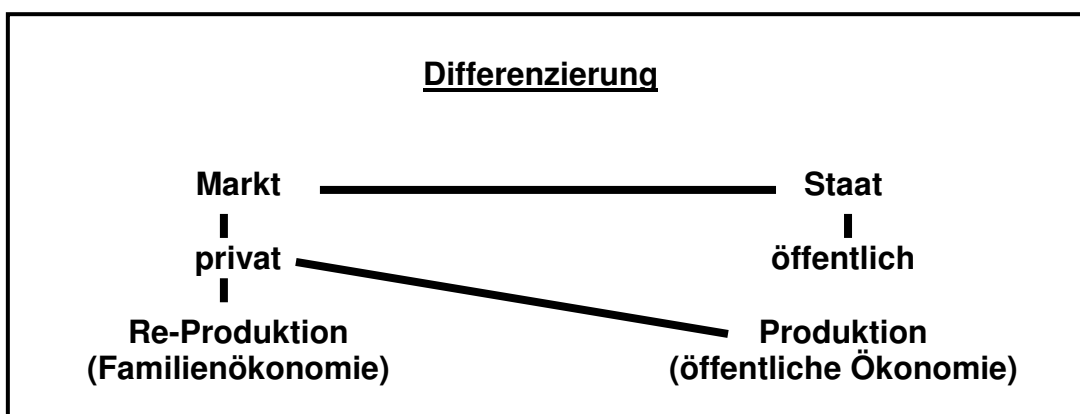 Differenzierung
Markt Staat
privat öffentlich
Re-Produktion Produktion
(Familienökonomie) (öffentliche Ökonomie)